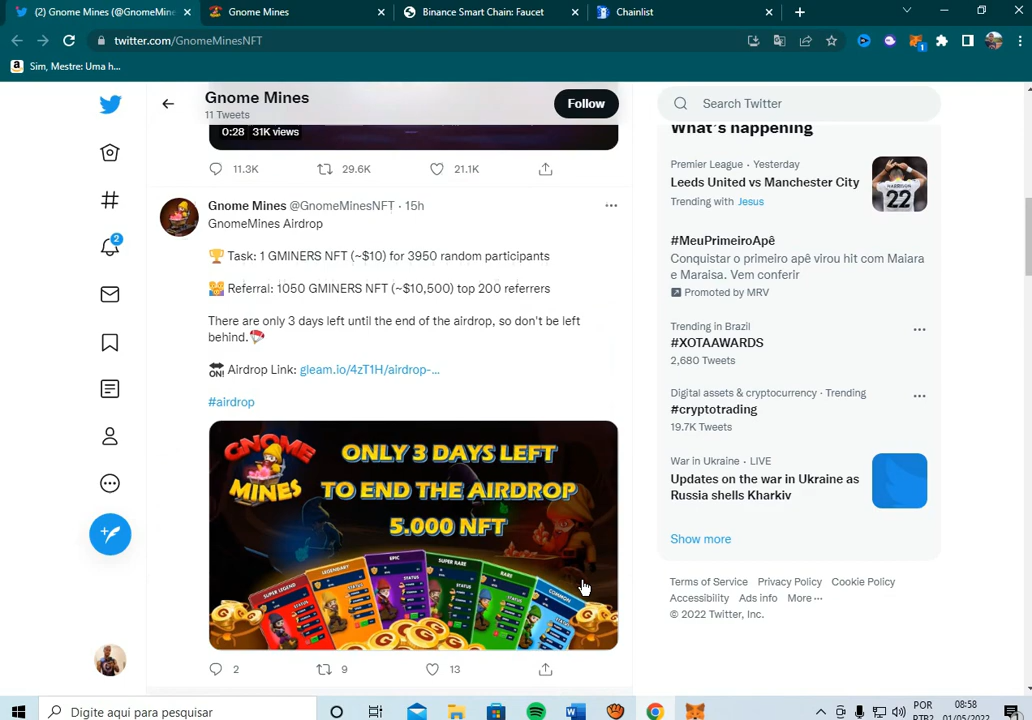 (2) Gnome Mines (@GnomeMine
Gnome Mines
Binance Smart Chain: Faucet
Chainlist
twitter.com/GnomeMinesNFT
1
Sim, Mestre: Uma h...
Gnome Mines
11 Tweets
Follow
Search Twitter
0:28 31K views
11.3K 29.6K 21.1K
Gnome Mines @GnomeMinesNFT · 15h
GnomeMines Airdrop
Task: 1 GMINERS NFT (~$10) for 3950 random participants
Referral: 1050 GMINERS NFT (~$10,500) top 200 referrers
There are only 3 days left until the end of the airdrop, so don't be left
behind.
ON! Airdrop Link: gleam.io/4zT1H/airdrop-...
#airdrop
GNOME
MINES
ONLY 3 DAYS LEFT
TO END THE AIRDROP
5.000 NFT
SUPER LEGEND
LEGENDARY
EPIC
SUPER RARE
RARE
COMMON
STATUS
STATUS
STATUS
STATUS
STATUS
STATUS
2 9 13
2
What's happening
Premier League · Yesterday
Leeds United vs Manchester City
Trending with Jesus
HARRISON
22
#MeuPrimeiroApê
Conquistar o primeiro apê virou hit com Maiara
e Maraisa. Vem conferir
Promoted by MRV
Trending in Brazil
#XOTAAWARDS
2,680 Tweets
Digital assets & cryptocurrency · Trending
#cryptotrading
19.7K Tweets
War in Ukraine · LIVE
Updates on the war in Ukraine as
Russia shells Kharkiv
Show more
Terms of Service Privacy Policy Cookie Policy
Accessibility Ads info More ···
© 2022 Twitter, Inc.
Digite aqui para pesquisar
POR
PTB2
08:58
01/05/2022